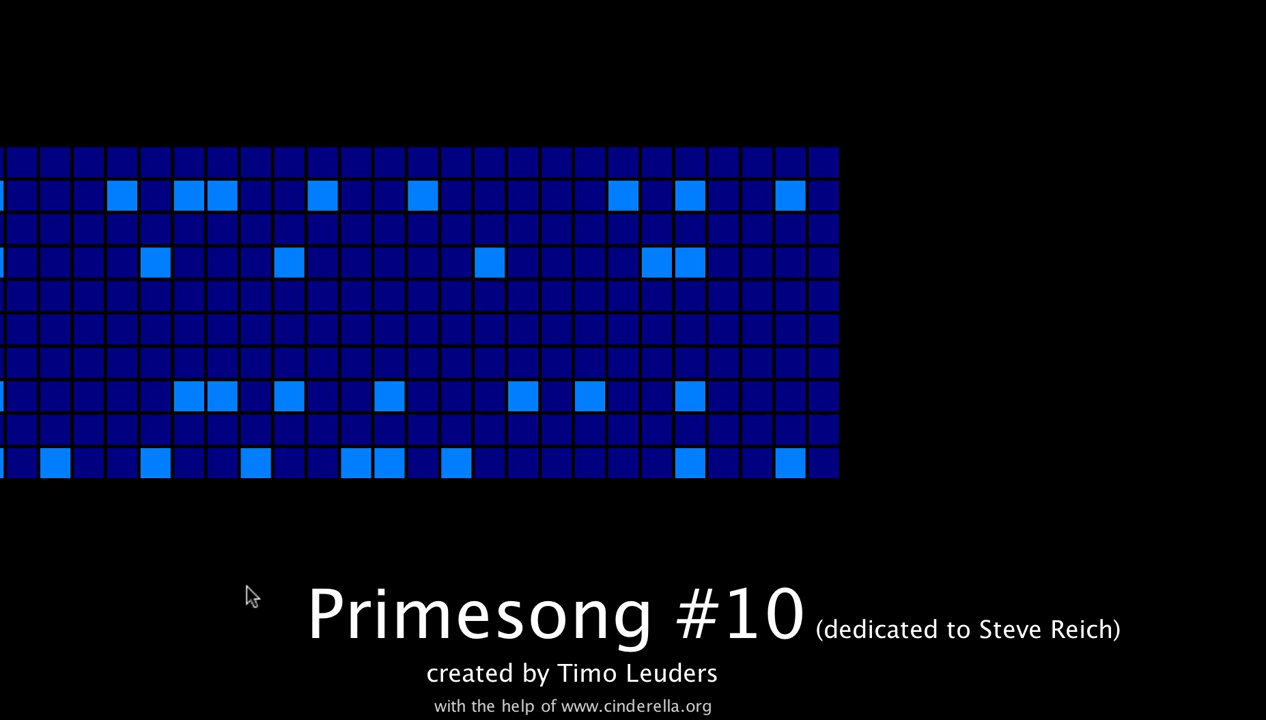 Primesong #10 (dedicated to Steve Reich)
created by Timo Leuders
with the help of www.cinderella.org